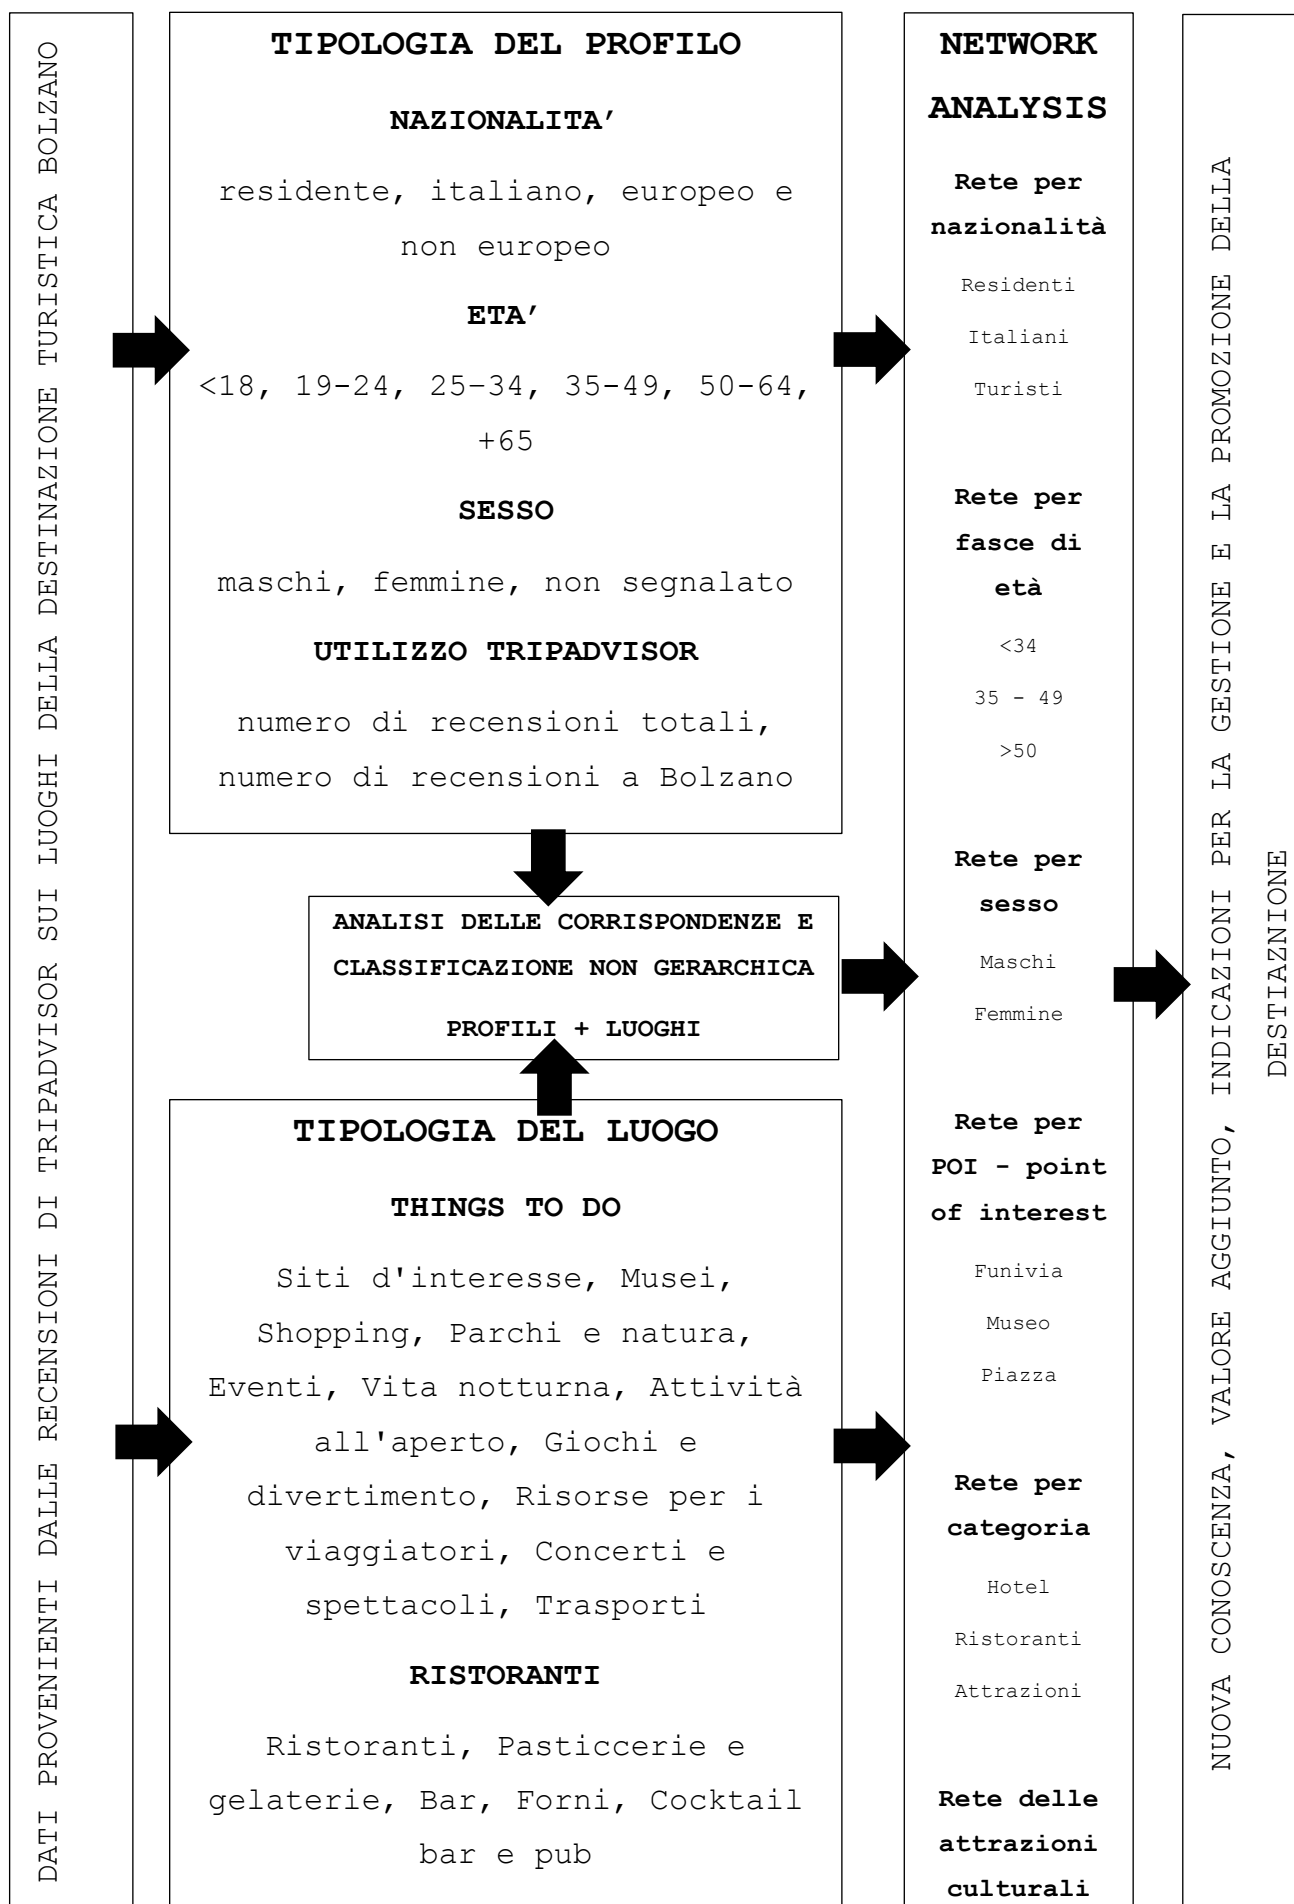 DATI PROVENIENTI DALLE RECENSIONI DI TRIPADVISOR SUI LUOGHI DELLA DESTINAZIONE TURISTICA BOLZANO
TIPOLOGIA DEL PROFILO
NAZIONALITA’
residente, italiano, europeo e
non europeo
ETA’
<18, 19-24, 25-34, 35-49, 50-64,
+65
SESSO
maschi, femmine, non segnalato
UTILIZZO TRIPADVISOR
numero di recensioni totali,
numero di recensioni a Bolzano
ANALISI DELLE CORRISPONDENZE E
CLASSIFICAZIONE NON GERARCHICA
PROFILI + LUOGHI
TIPOLOGIA DEL LUOGO
THINGS TO DO
Siti d'interesse, Musei,
Shopping, Parchi e natura,
Eventi, Vita notturna, Attività
all'aperto, Giochi e
divertimento, Risorse per i
viaggiatori, Concerti e
spettacoli, Trasporti
RISTORANTI
Ristoranti, Pasticcerie e
gelaterie, Bar, Forni, Cocktail
bar e pub
NETWORK
ANALYSIS
Rete per
nazionalità
Residenti
Italiani
Turisti
Rete per
fasce di
età
<34
35 - 49
>50
Rete per
sesso
Maschi
Femmine
Rete per
POI - point
of interest
Funivia
Museo
Piazza
Rete per
categoria
Hotel
Ristoranti
Attrazioni
Rete delle
attrazioni
culturali
NUOVA CONOSCENZA, VALORE AGGIUNTO, INDICAZIONI PER LA GESTIONE E LA PROMOZIONE DELLA
DESTIAZNIONE